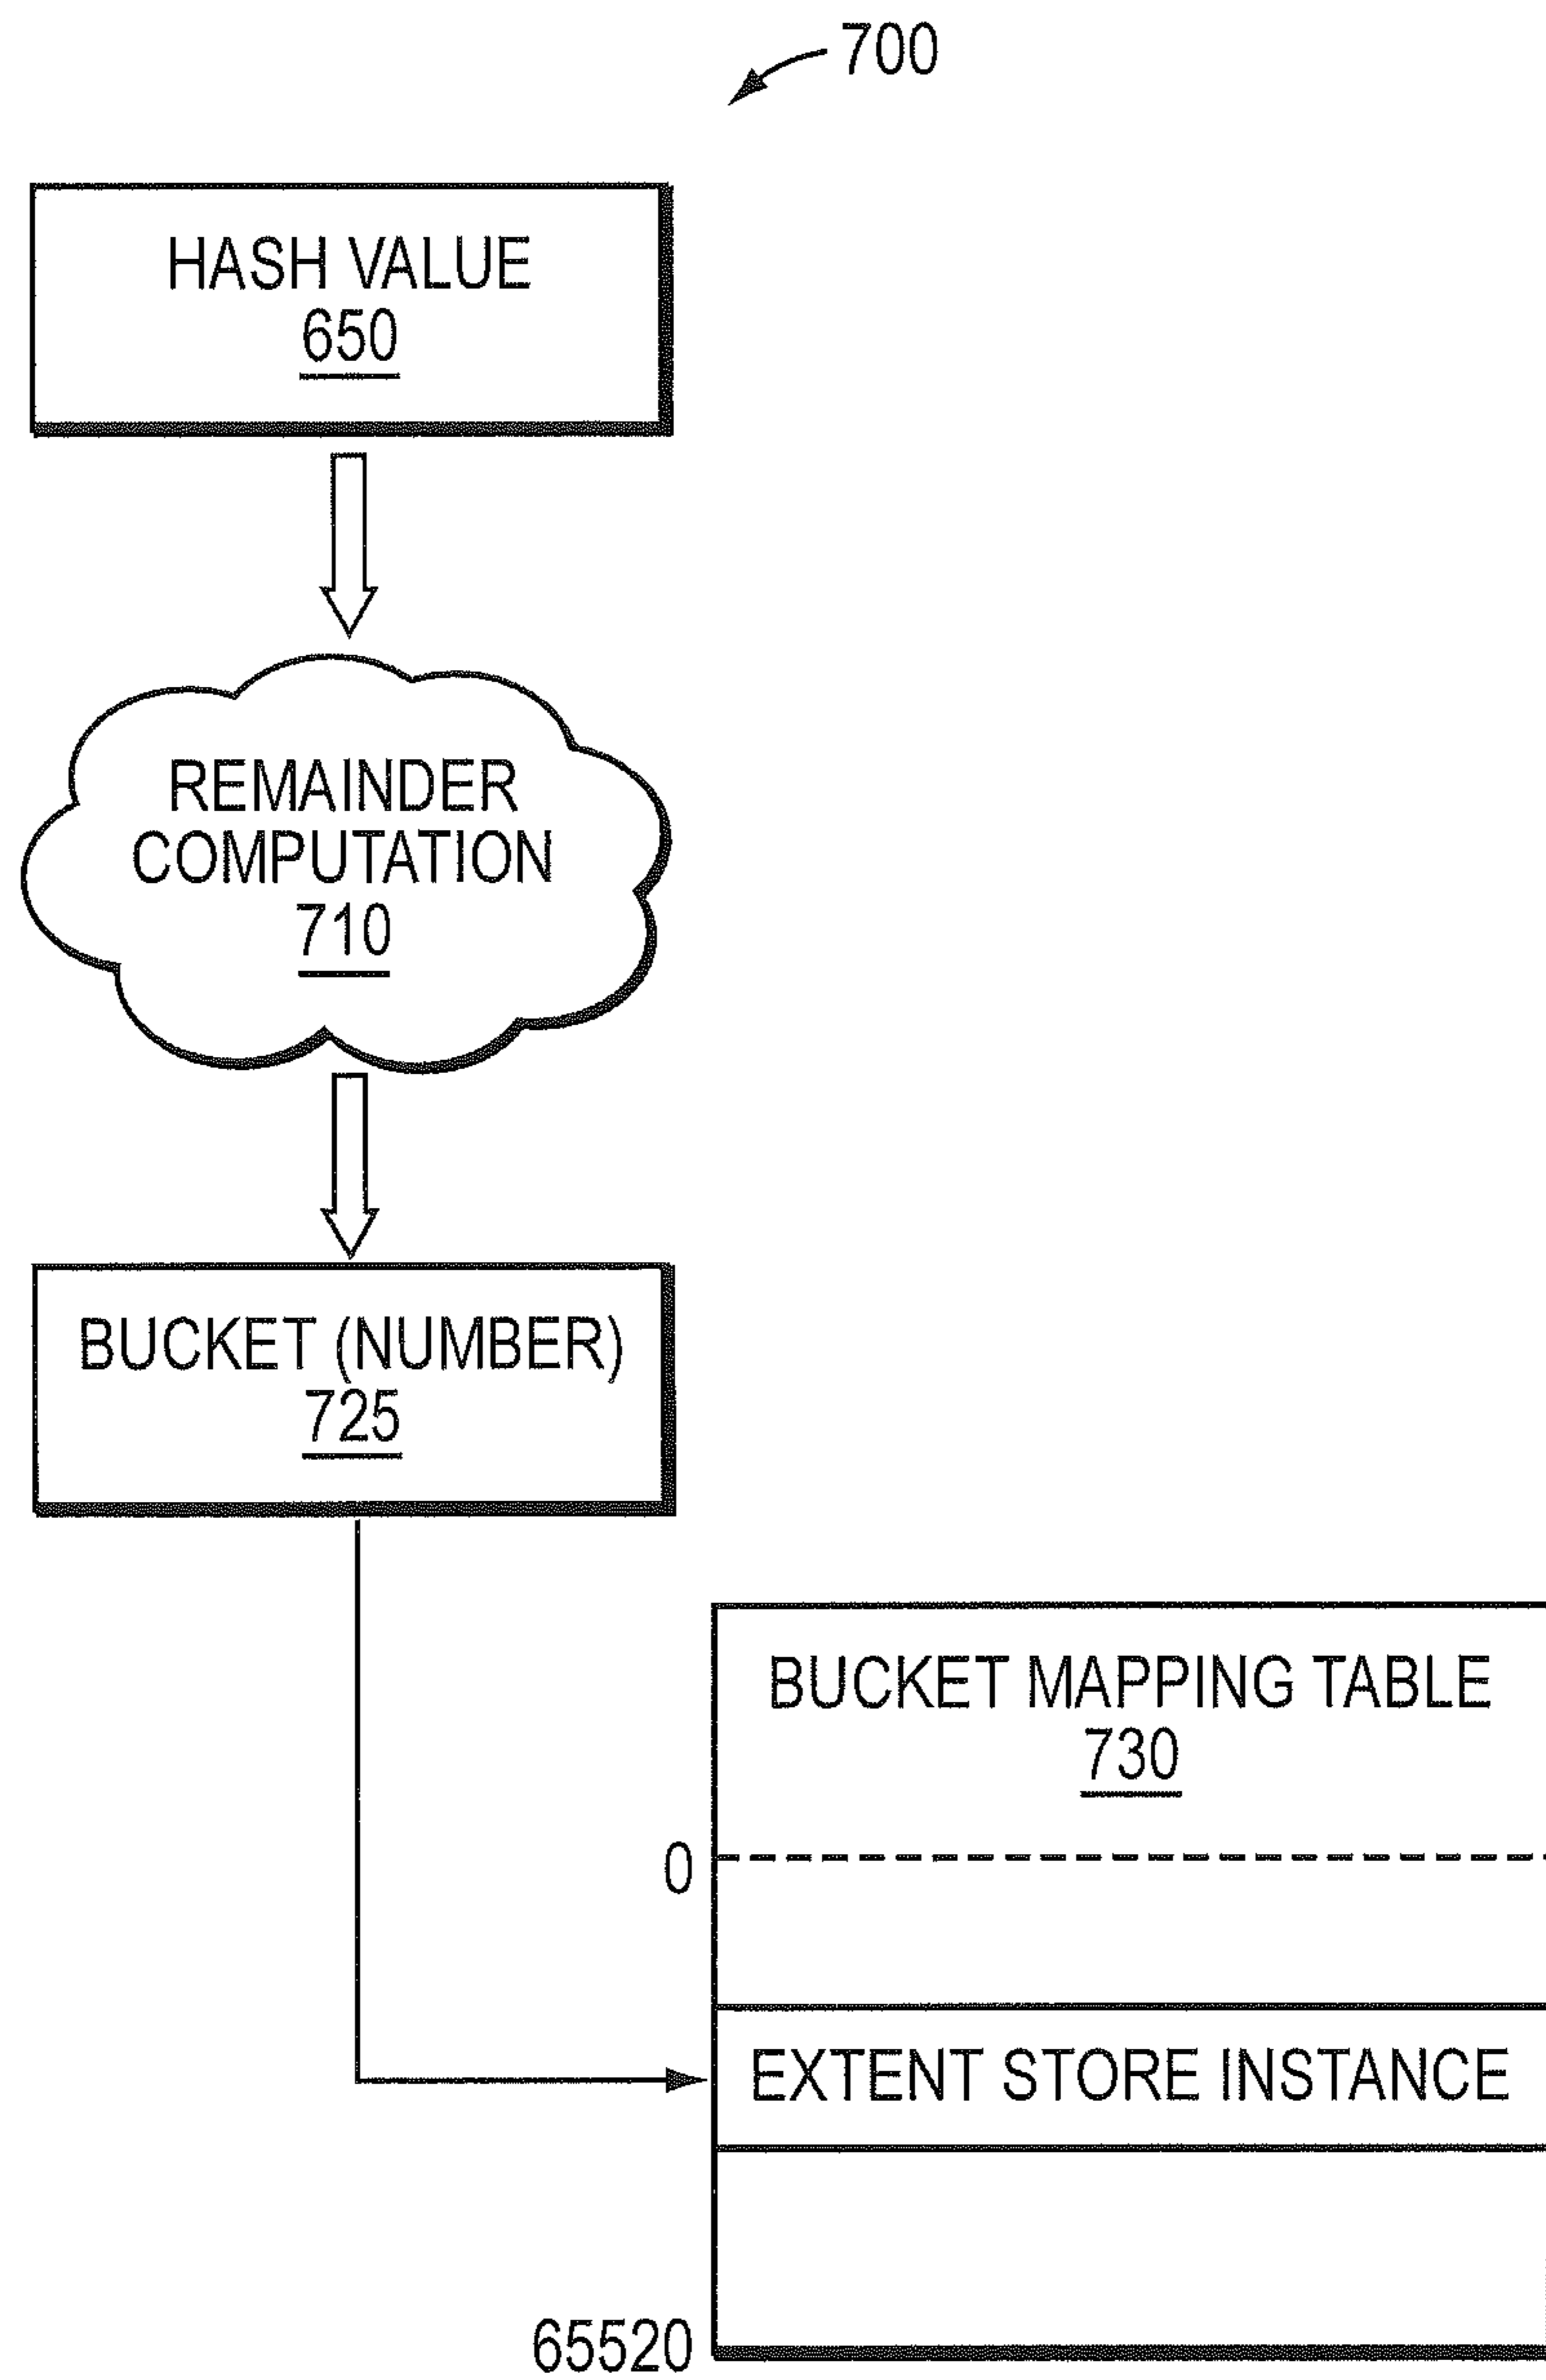 700
HASH VALUE
650
REMAINDER
COMPUTATION
710
BUCKET (NUMBER)
725
BUCKET MAPPING TABLE
730
0
EXTENT STORE INSTANCE
65520